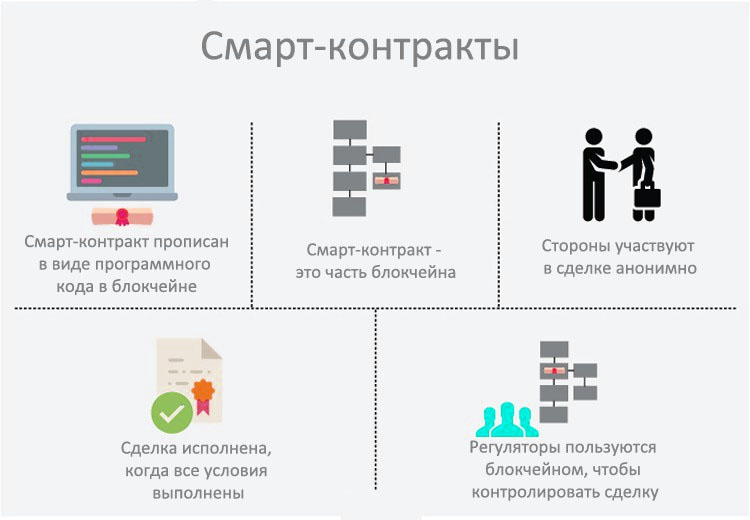 Смарт-контракты
Смарт-контракт прописан
в виде программного
кода в блокчейне
Смарт-контракт -
это часть блокчейна
Стороны участвуют
в сделке анонимно
Сделка исполнена,
когда все условия
выполнены
Регуляторы пользуются
блокчейном, чтобы
контролировать сделку